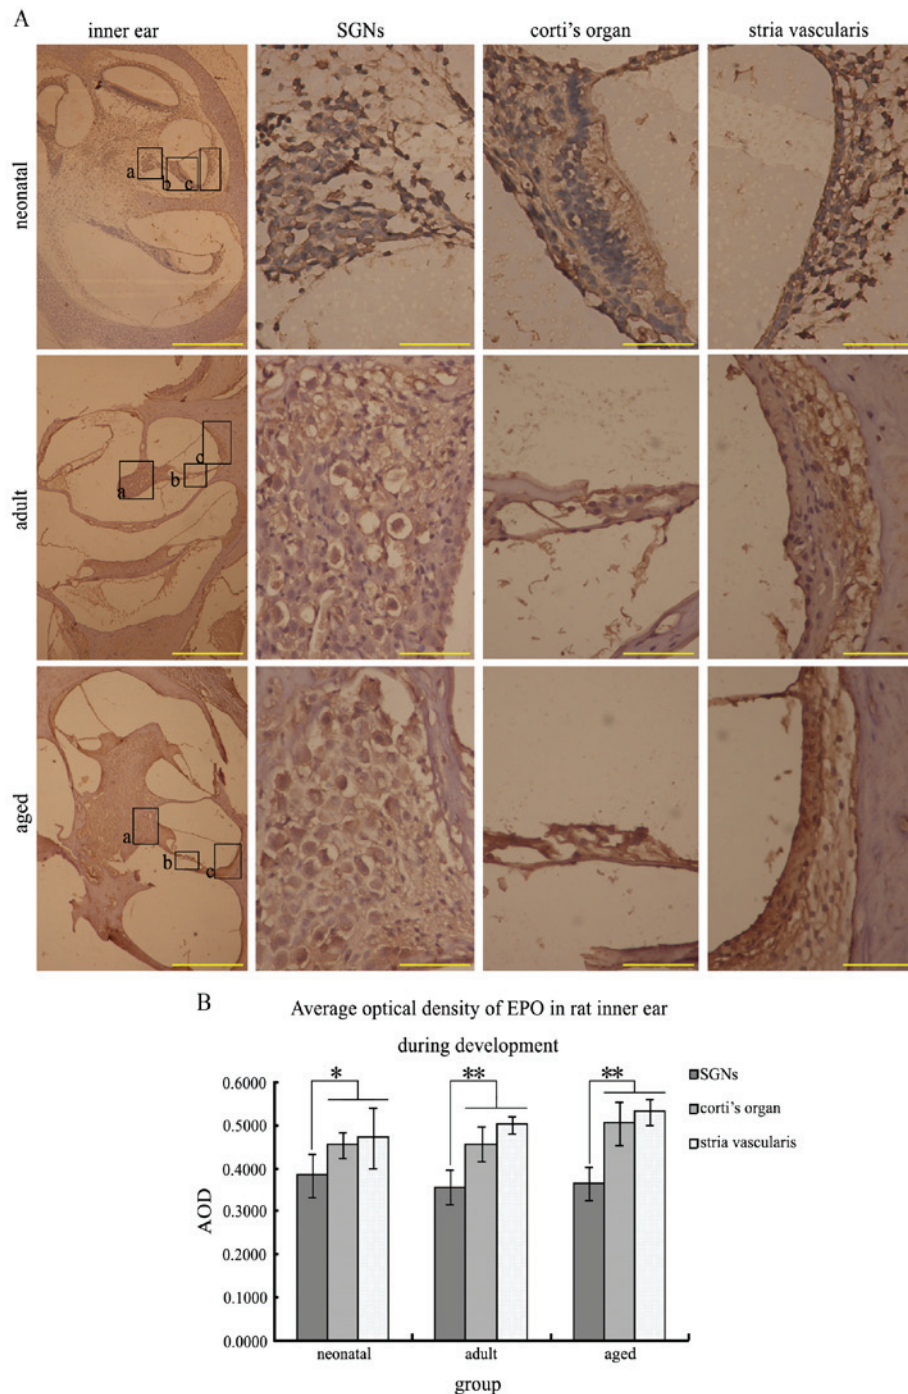 A
inner ear SGNs corti's organ stria vascularis
neonatal
a b c
adult
a b c
aged
a b c
B
Average optical density of EPO in rat inner ear
during development
* ** **
SGNs
corti's organ
stria vascularis
AOD
0.6000
0.5000
0.4000
0.3000
0.2000
0.1000
0.0000
neonatal adult aged
group